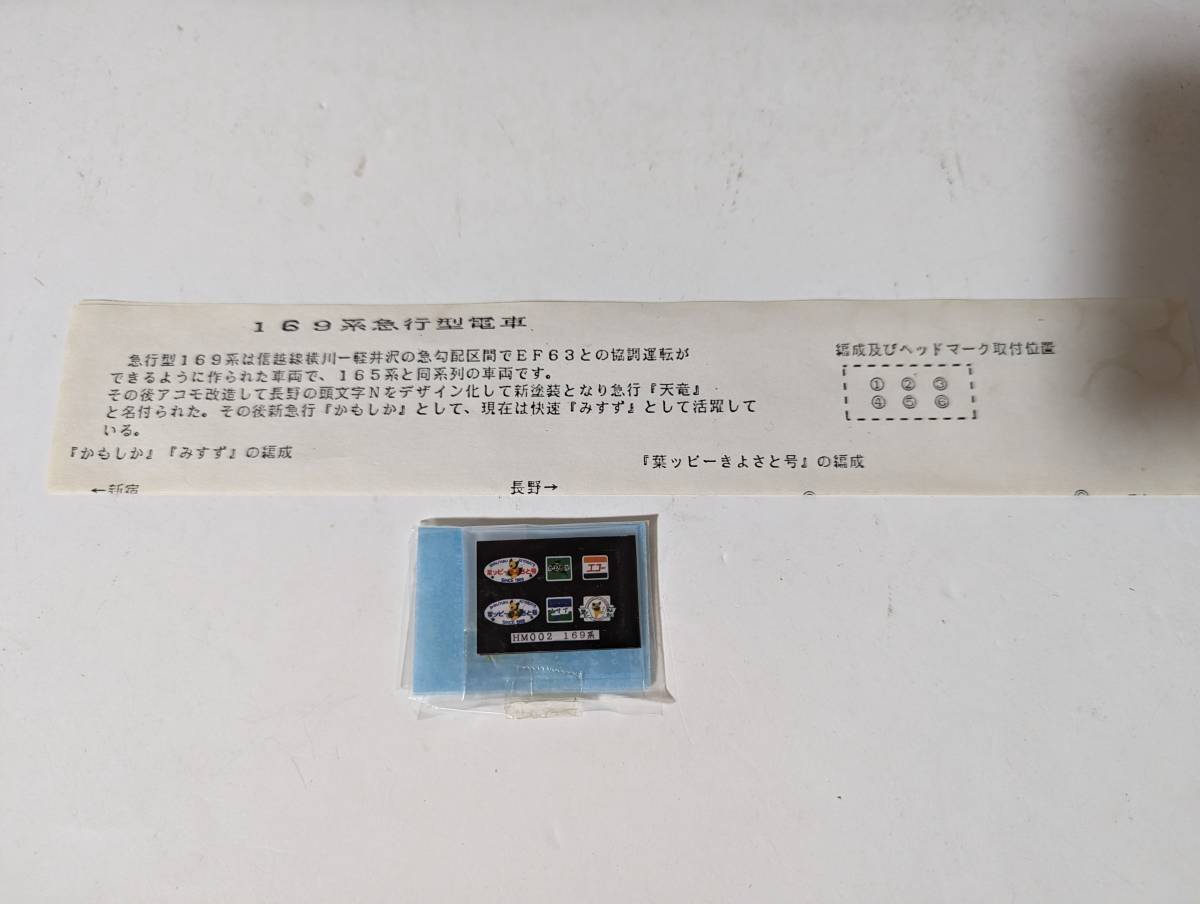 169系急行型電車
急行型169系は信越線横川ー軽井沢の急勾配区間でEF63との協調運転が
できるように作られた車両で、165系と同系列の車両です。
その後アコモ改造して長野の頭文字Nをデザイン化して新塗装となり急行『天竜』
と名付られた。その後新急行『かもしか』として、現在は快速『みすず』として活躍して
いる。
『かもしか』『みすず』の編成
←新宿
長野→
編成及びヘッドマーク取付位置
① ② ③
④ ⑤ ⑥
『葉ッピーきよさと号』の編成
エコー
SINCE
HM002 169系